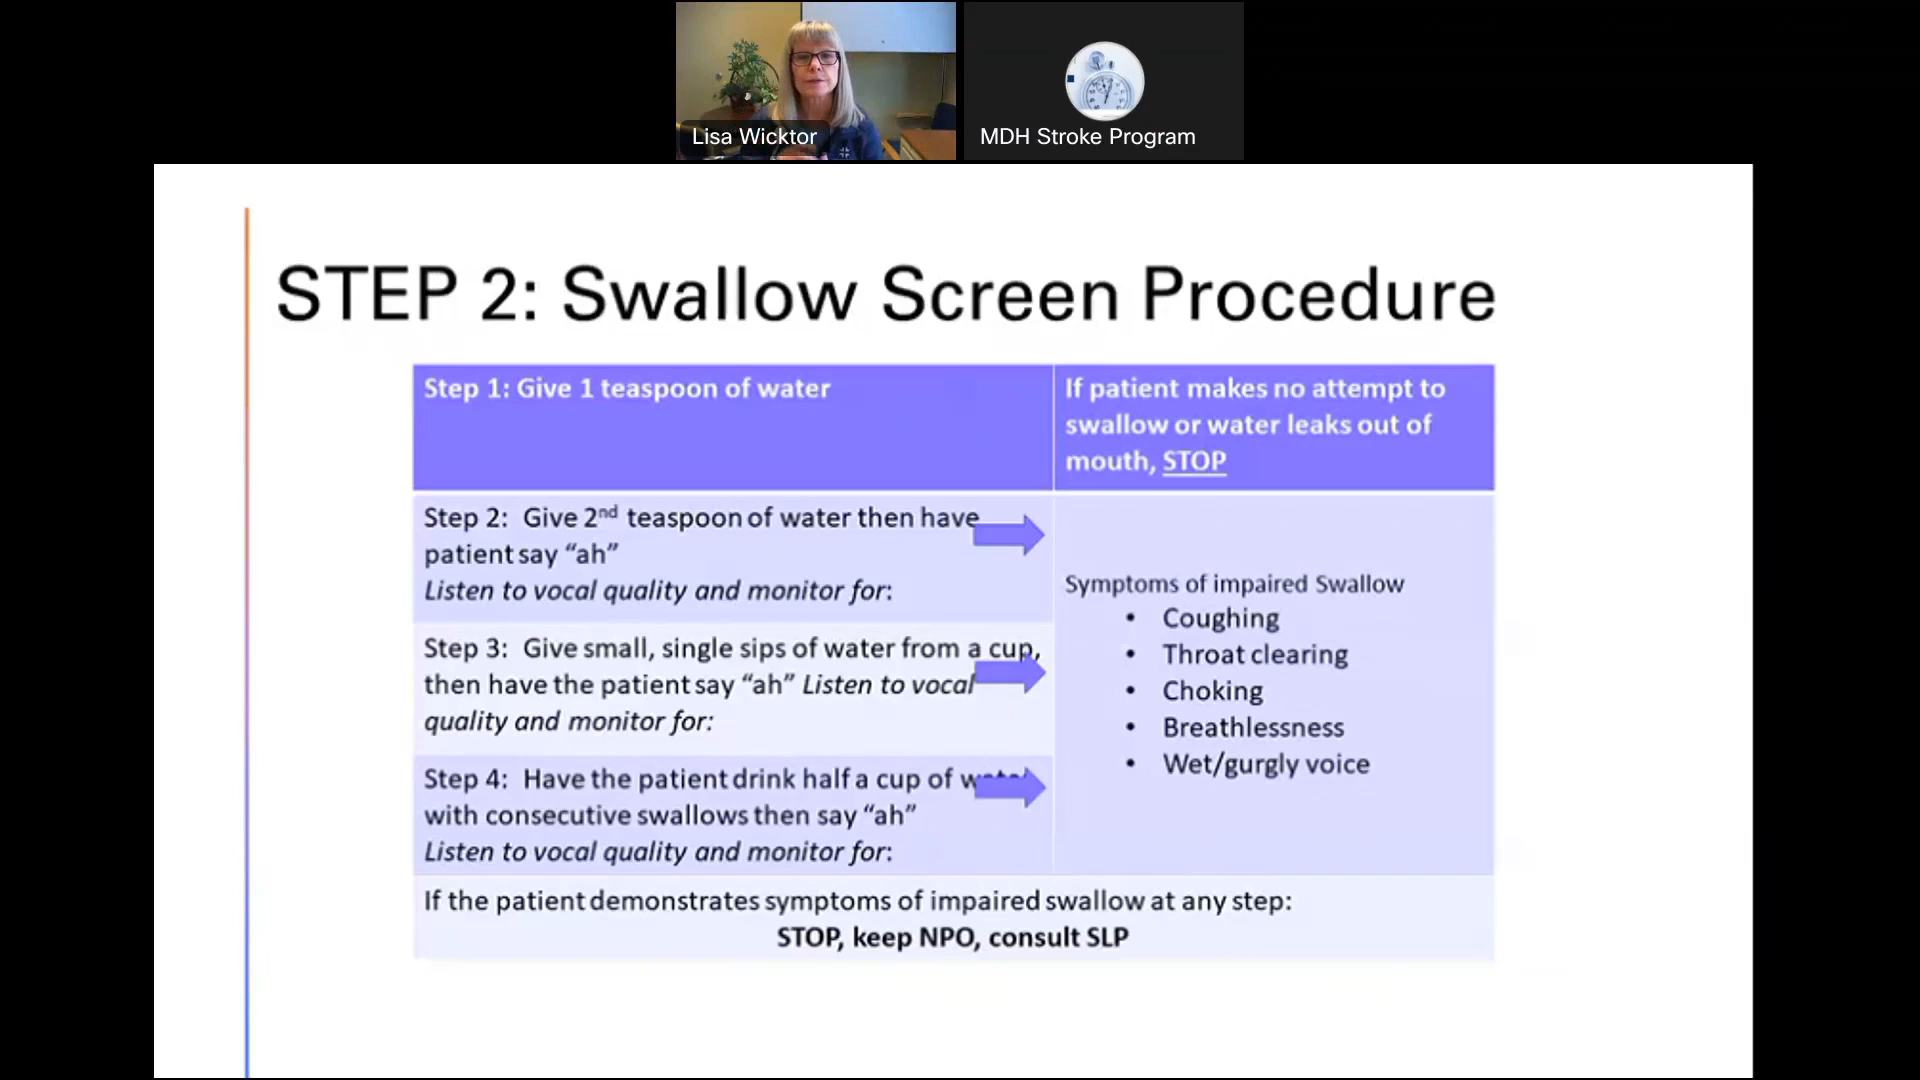 Lisa Wicktor
MDH Stroke Program
STEP 2: Swallow Screen Procedure
Step 1: Give 1 teaspoon of water
If patient makes no attempt to
swallow or water leaks out of
mouth, STOP
Step 2: Give 2nd teaspoon of water then have
patient say “ah”
Listen to vocal quality and monitor for:
Step 3: Give small, single sips of water from a cup,
then have the patient say “ah” Listen to vocal
quality and monitor for:
Step 4: Have the patient drink half a cup of water
with consecutive swallows then say “ah”
Listen to vocal quality and monitor for:
Symptoms of impaired Swallow
• Coughing
• Throat clearing
• Choking
• Breathlessness
• Wet/gurgly voice
If the patient demonstrates symptoms of impaired swallow at any step:
STOP, keep NPO, consult SLP